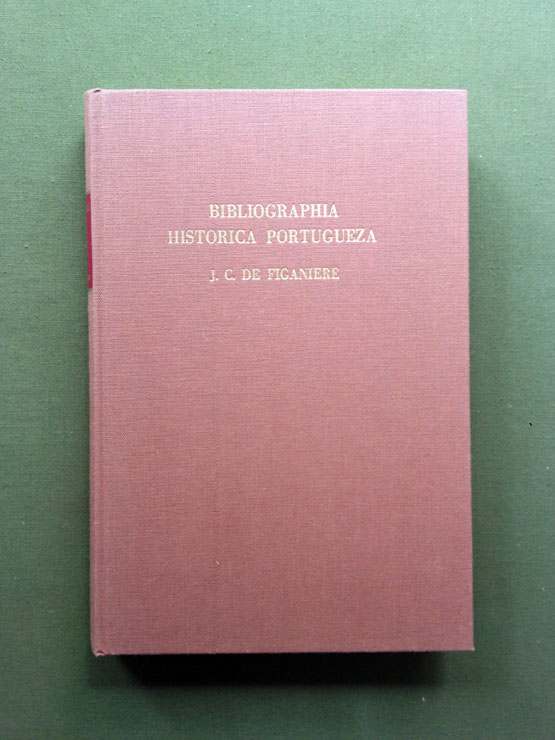 BIBLIOGRAPHIA
HISTORICA PORTUGUEZA
J. C. DE FIGANIERE